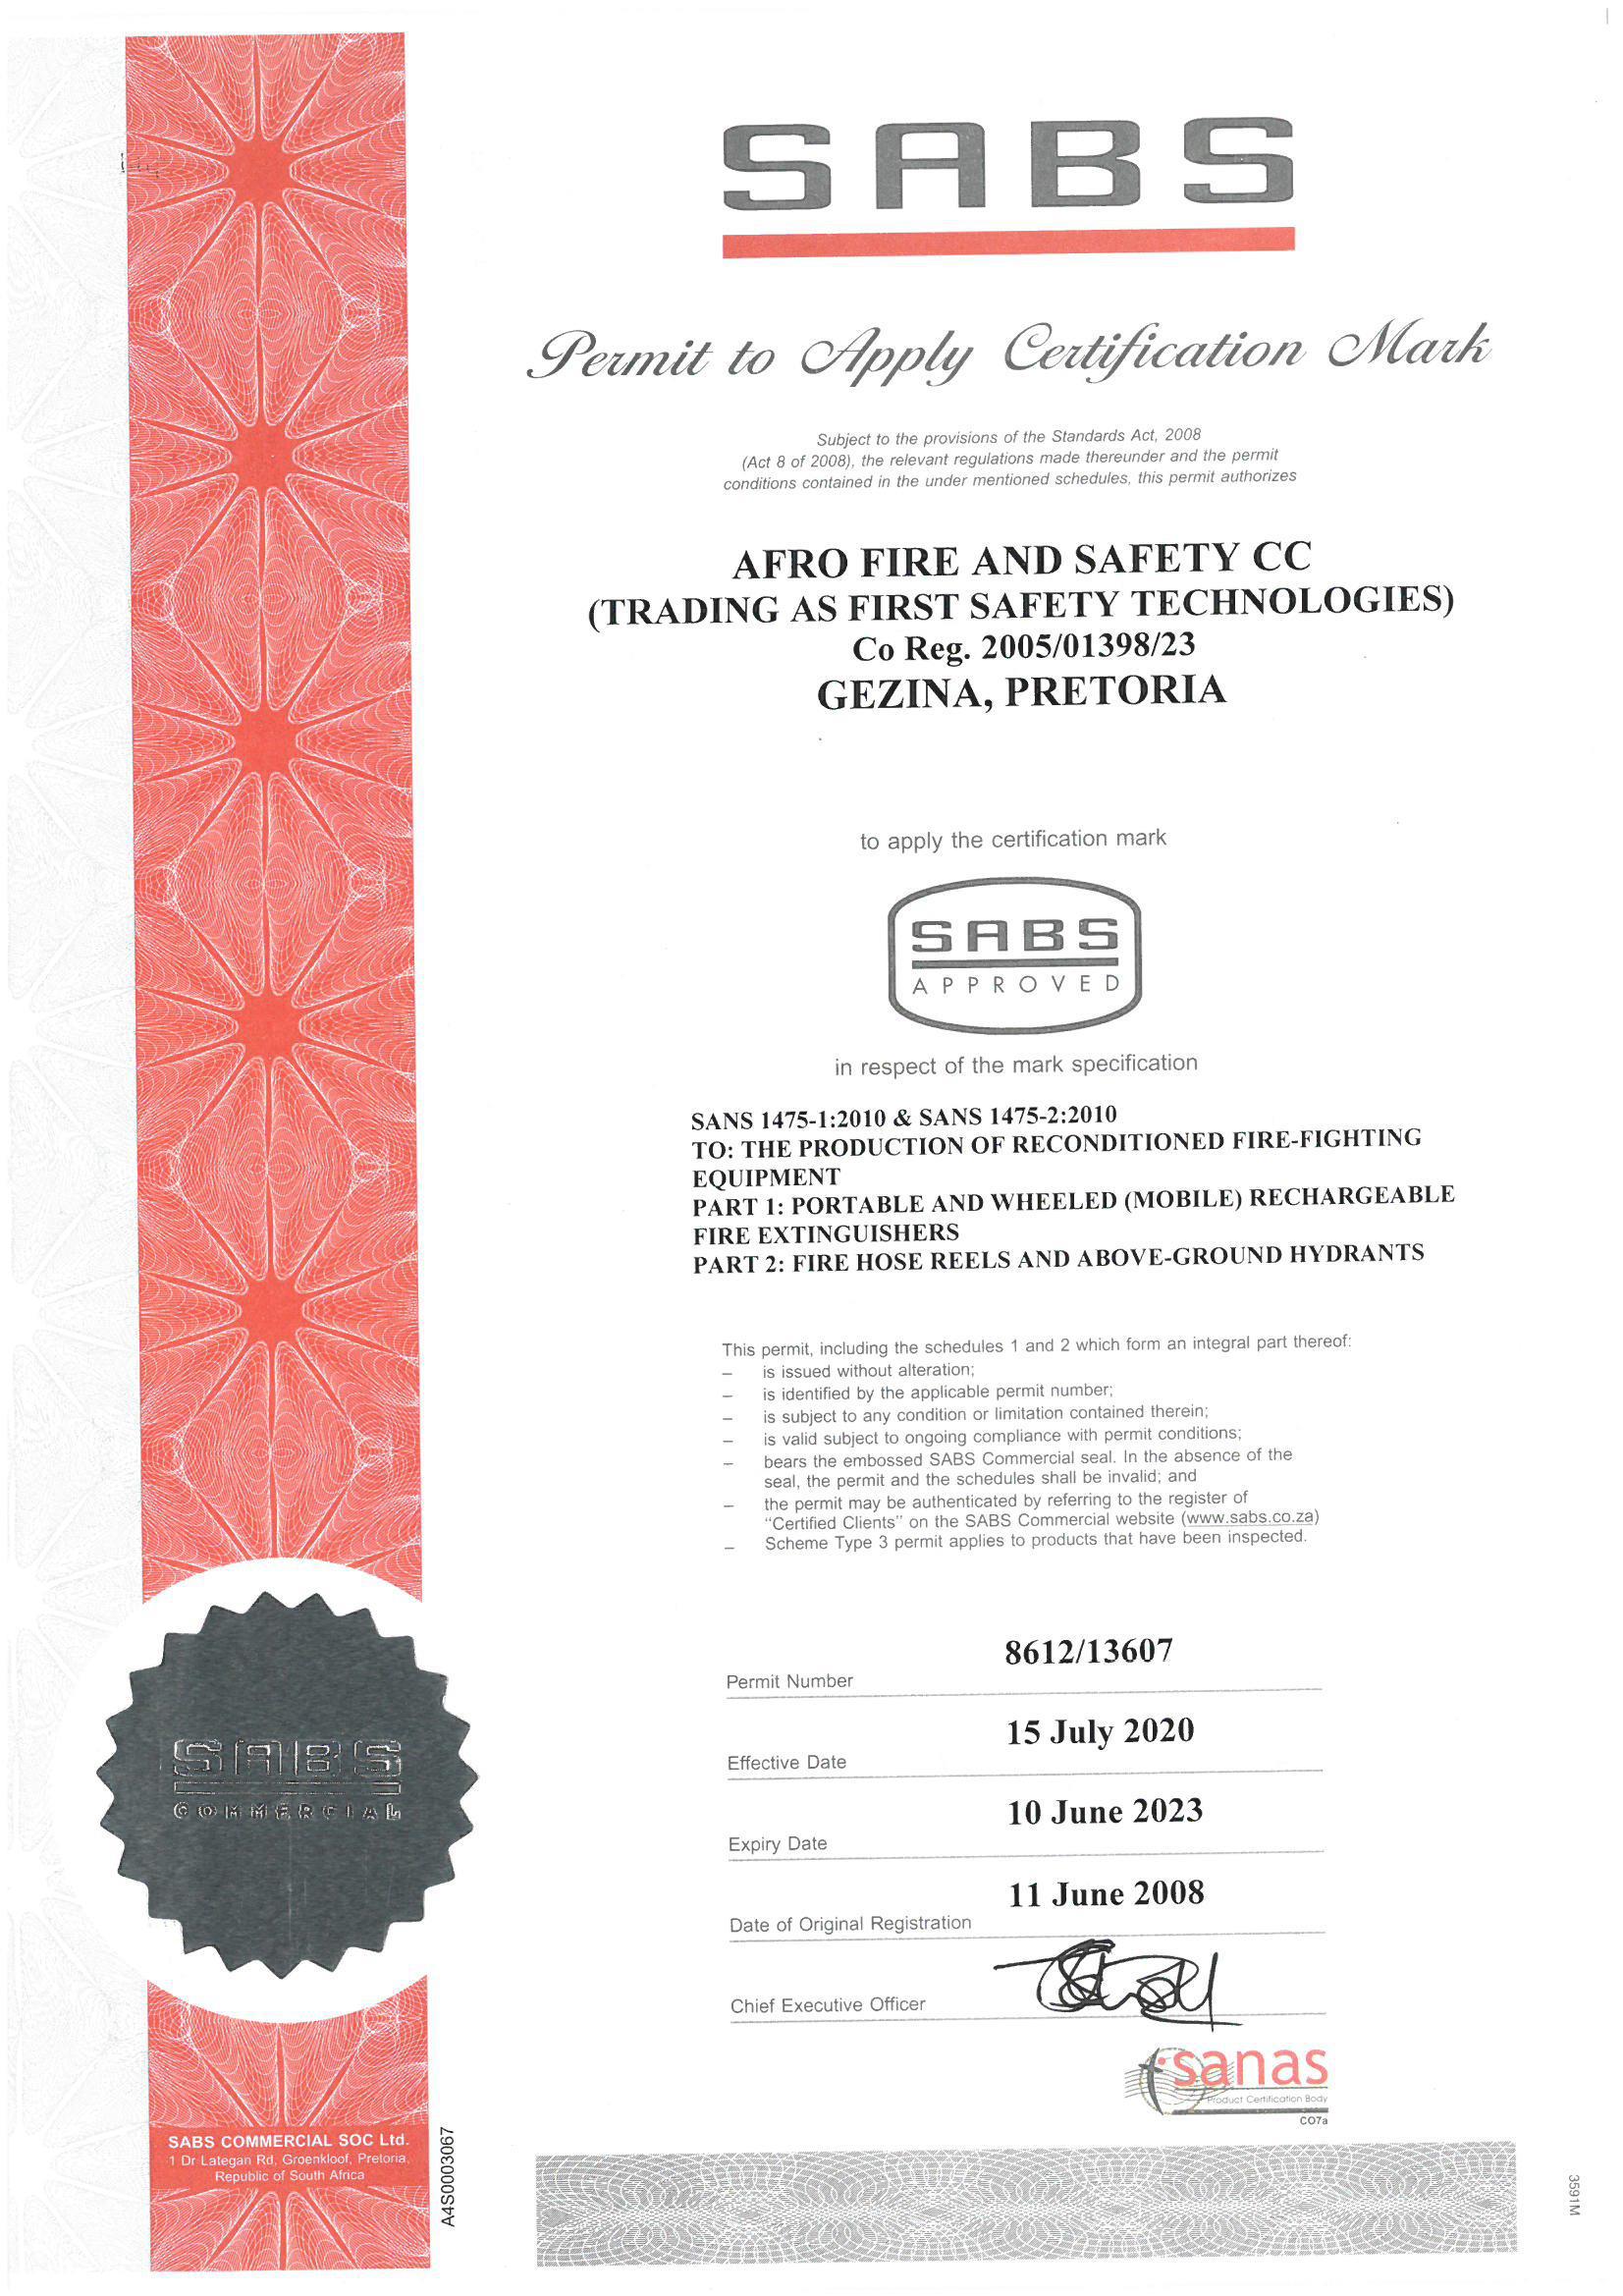 SABS
Permit to Apply Certification Mark
Subject to the provisions of the Standards Act, 2008
(Act 8 of 2008), the relevant regulations made thereunder and the permit
conditions contained in the under mentioned schedules, this permit authorizes
AFRO FIRE AND SAFETY CC
(TRADING AS FIRST SAFETY TECHNOLOGIES)
Co Reg. 2005/01398/23
GEZINA, PRETORIA
to apply the certification mark
SABS
APPROVED
in respect of the mark specification
SANS 1475-1:2010 & SANS 1475-2:2010
TO: THE PRODUCTION OF RECONDITIONED FIRE-FIGHTING
EQUIPMENT
PART 1: PORTABLE AND WHEELED (MOBILE) RECHARGEABLE
FIRE EXTINGUISHERS
PART 2: FIRE HOSE REELS AND ABOVE-GROUND HYDRANTS
This permit, including the schedules 1 and 2 which form an integral part thereof:
– is issued without alteration;
– is identified by the applicable permit number;
– is subject to any condition or limitation contained therein;
– is valid subject to ongoing compliance with permit conditions;
– bears the embossed SABS Commercial seal. In the absence of the
seal, the permit and the schedules shall be invalid; and
– the permit may be authenticated by referring to the register of
"Certified Clients" on the SABS Commercial website (www.sabs.co.za)
– Scheme Type 3 permit applies to products that have been inspected.
Permit Number 8612/13607
Effective Date 15 July 2020
Expiry Date 10 June 2023
Date of Original Registration 11 June 2008
Chief Executive Officer
sanas
Product Certification Body
CO7a
SABS
COMMERCIAL
SABS COMMERCIAL SOC Ltd.
1 Dr Lategan Rd, Groenkloof, Pretoria,
Republic of South Africa
A4S0003067
3591M